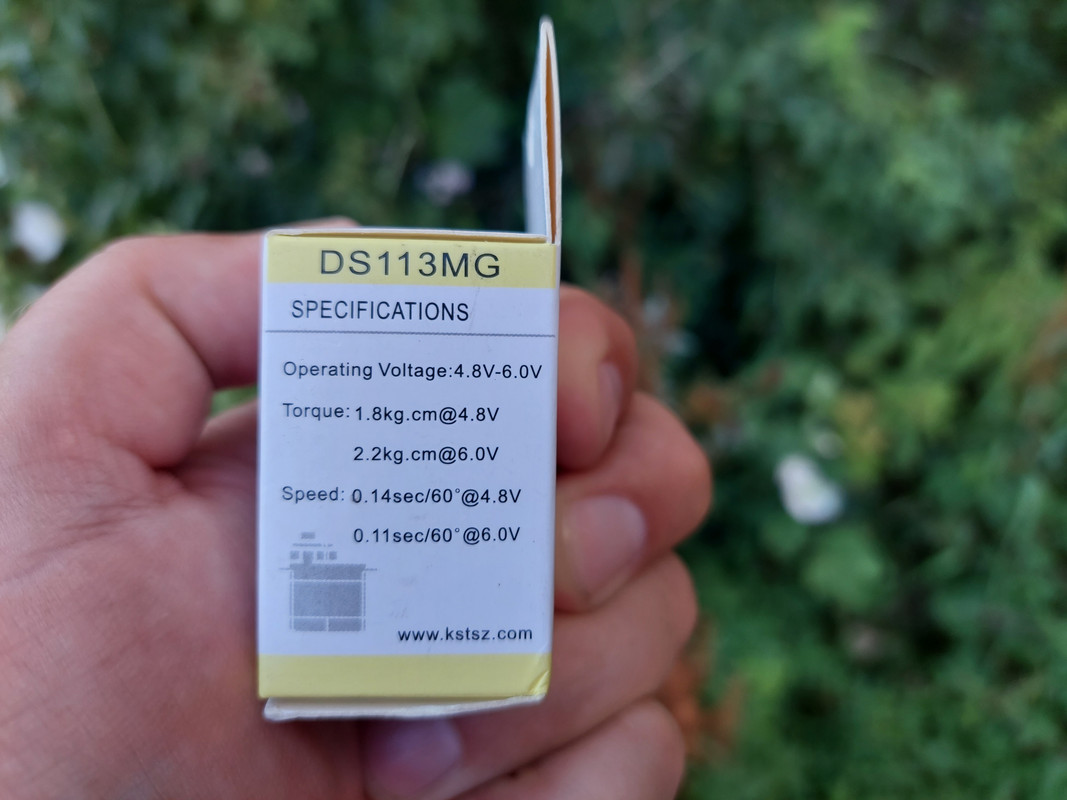 DS113MG
SPECIFICATIONS
Operating Voltage:4.8V-6.0V
Torque: 1.8kg.cm@4.8V
2.2kg.cm@6.0V
Speed: 0.14sec/60°@4.8V
0.11sec/60°@6.0V
www.kstsz.com